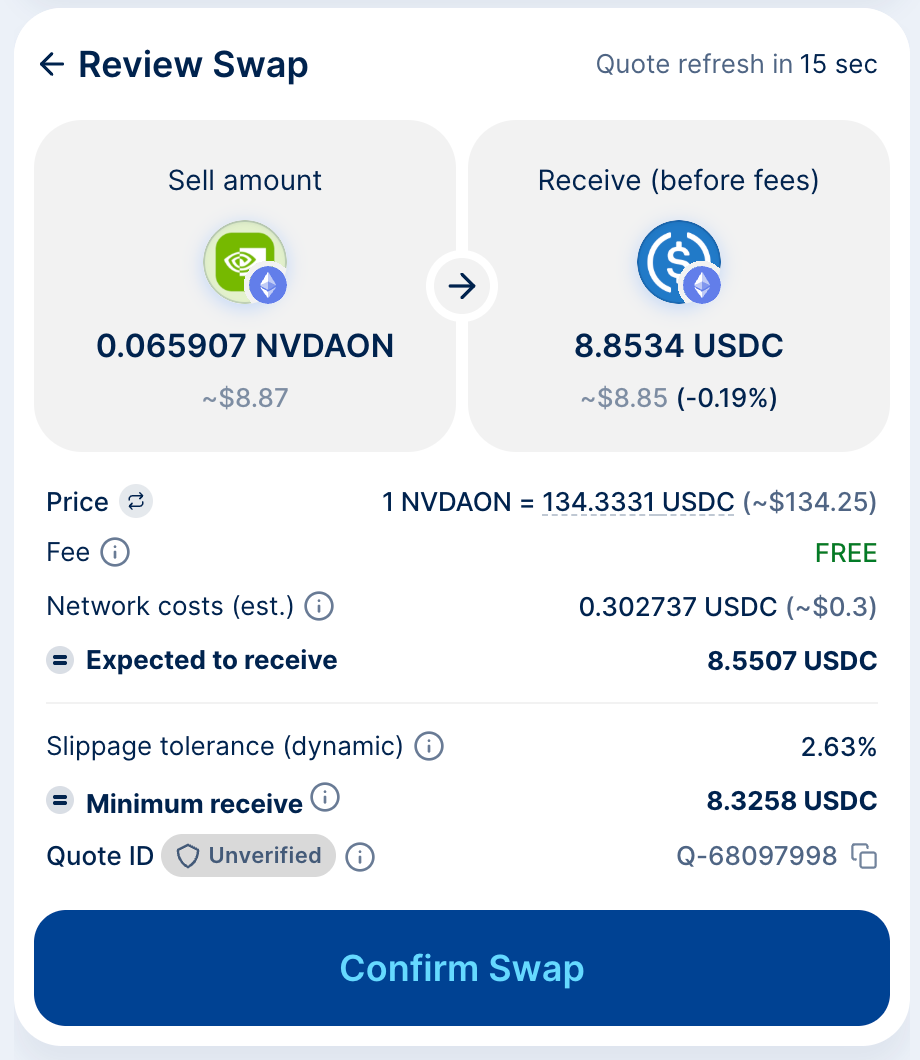 Review Swap
Quote refresh in 15 sec
Sell amount
0.065907 NVDAON
~$8.87
Receive (before fees)
8.8534 USDC
~$8.85 (-0.19%)
Price 1 NVDAON = 134.3331 USDC (~$134.25)
Fee FREE
Network costs (est.) 0.302737 USDC (~$0.3)
Expected to receive 8.5507 USDC
Slippage tolerance (dynamic) 2.63%
Minimum receive 8.3258 USDC
Quote ID Unverified Q-68097998
Confirm Swap